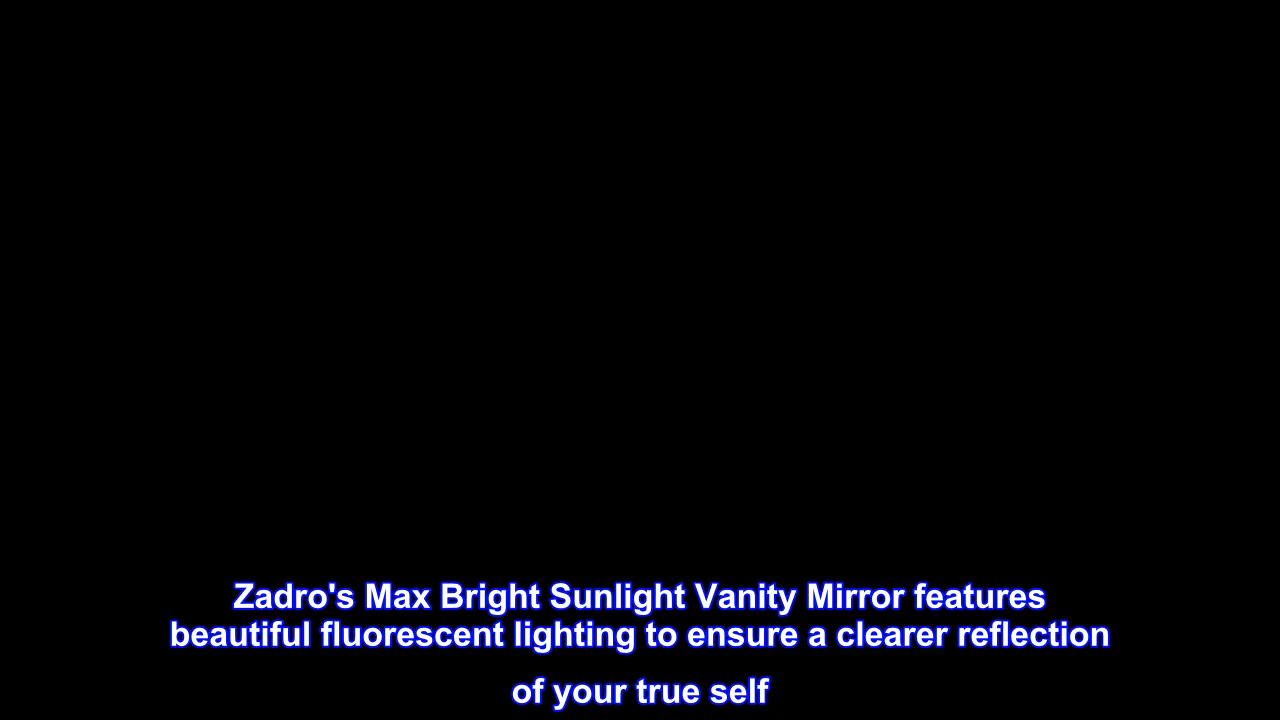 Zadro's Max Bright Sunlight Vanity Mirror features
beautiful fluorescent lighting to ensure a clearer reflection
of your true self